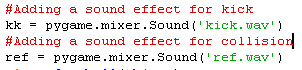 #Adding a sound effect for kick
kk = pygame.mixer.Sound('kick.wav')
#Adding a sound effect for collision
ref = pygame.mixer.Sound('ref.wav')